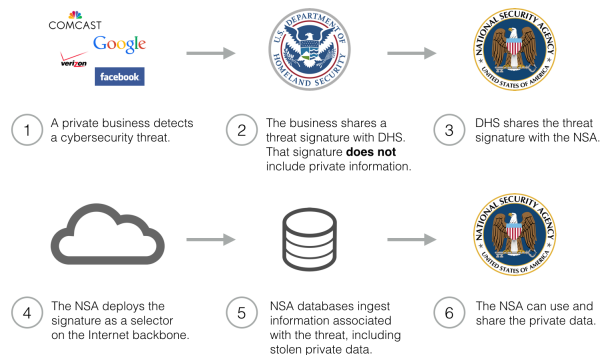 COMCAST
Google
verizon
facebook
U.S. DEPARTMENT OF
HOMELAND SECURITY
NATIONAL SECURITY AGENCY
UNITED STATES OF AMERICA
1
A private business detects
a cybersecurity threat.
2
The business shares a
threat signature with DHS.
That signature does not
include private information.
3
DHS shares the threat
signature with the NSA.
NATIONAL SECURITY AGENCY
UNITED STATES OF AMERICA
4
The NSA deploys the
signature as a selector
on the Internet backbone.
5
NSA databases ingest
information associated
with the threat, including
stolen private data.
6
The NSA can use and
share the private data.